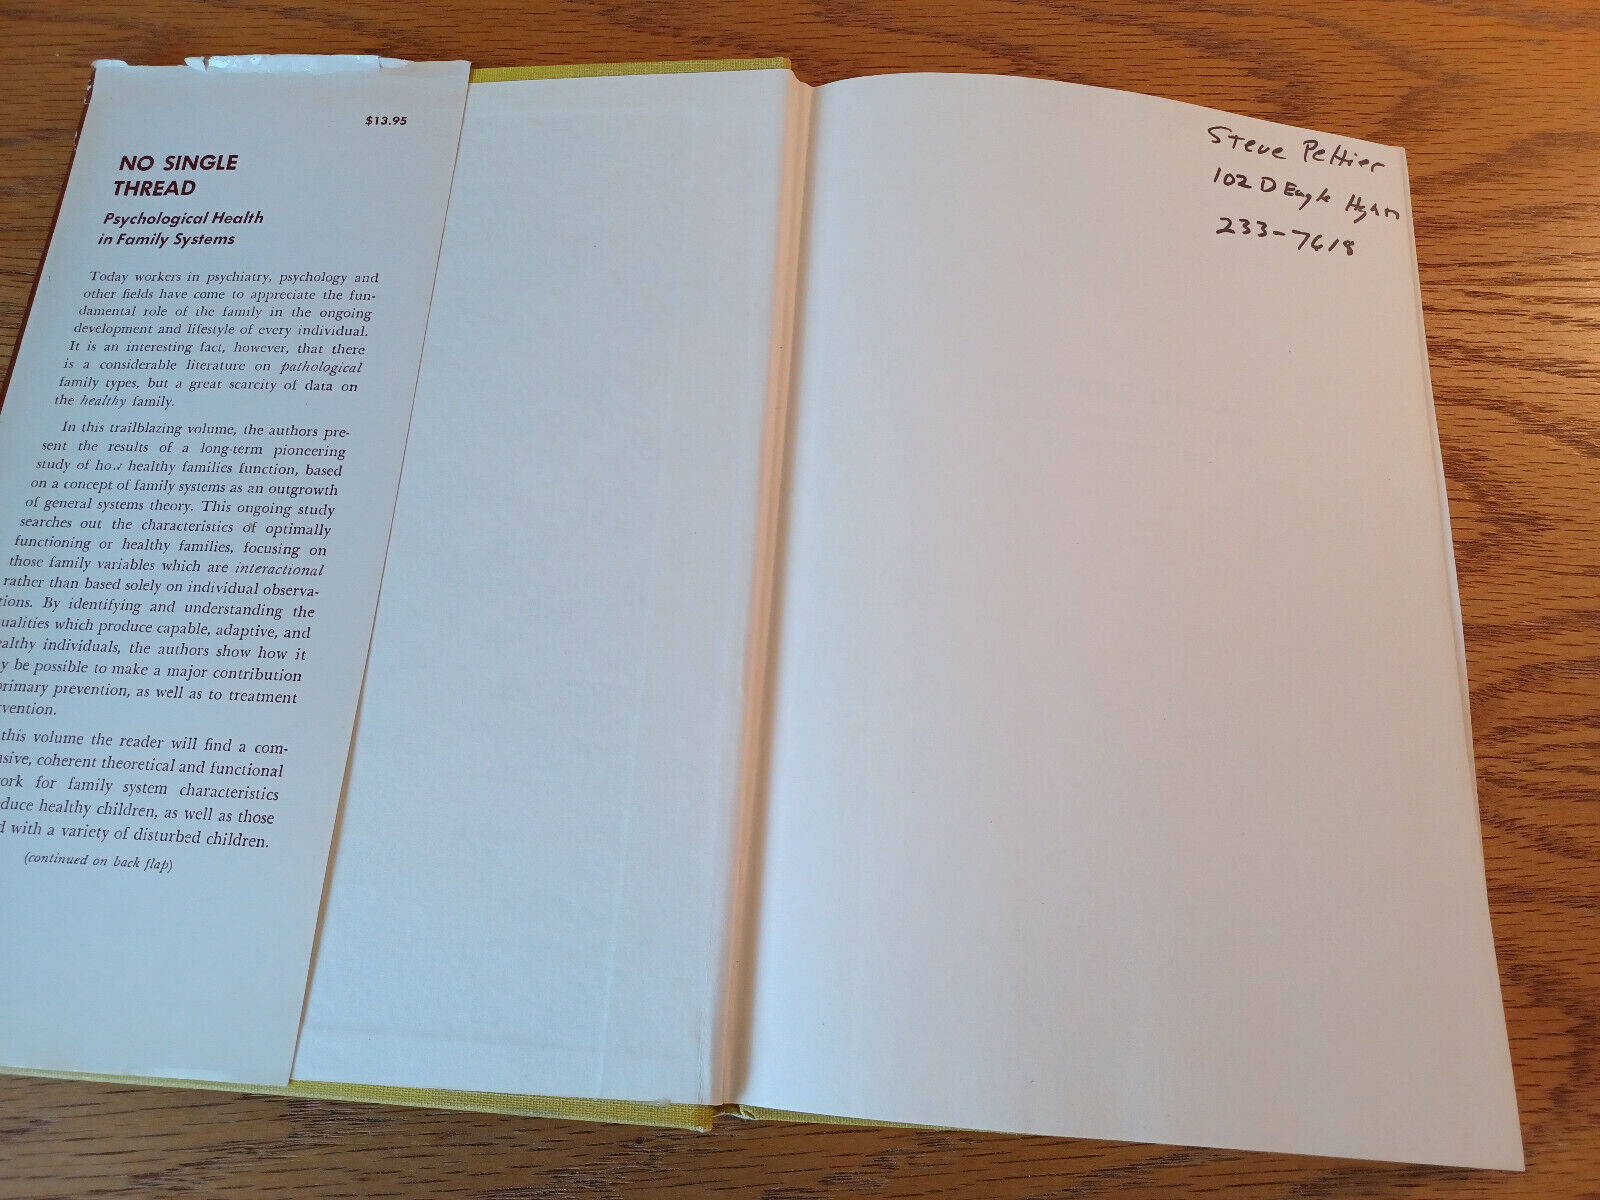 $13.95
NO SINGLE
THREAD
Psychological Health
in Family Systems
Today workers in psychiatry, psychology and
other fields have come to appreciate the fun-
damental role of the family in the ongoing
development and lifestyle of every individual.
It is an interesting fact, however, that there
is a considerable literature on pathological
family types, but a great scarcity of data on
the healthy family.
In this trailblazing volume, the authors pre-
sent the results of a long-term pioneering
study of how healthy families function, based
on a concept of family systems as an outgrowth
of general systems theory. This ongoing study
searches out the characteristics of optimally
functioning or healthy families, focusing on
those family variables which are interactional
rather than based solely on individual observa-
tions. By identifying and understanding the
ualities which produce capable, adaptive, and
ealthy individuals, the authors show how it
y be possible to make a major contribution
primary prevention, as well as to treatment
vention.
this volume the reader will find a com-
sive, coherent theoretical and functional
ork for family system characteristics
duce healthy children, as well as those
d with a variety of disturbed children.
(continued on back flap)
Steve Peltier
102 D Eagle
233-7618